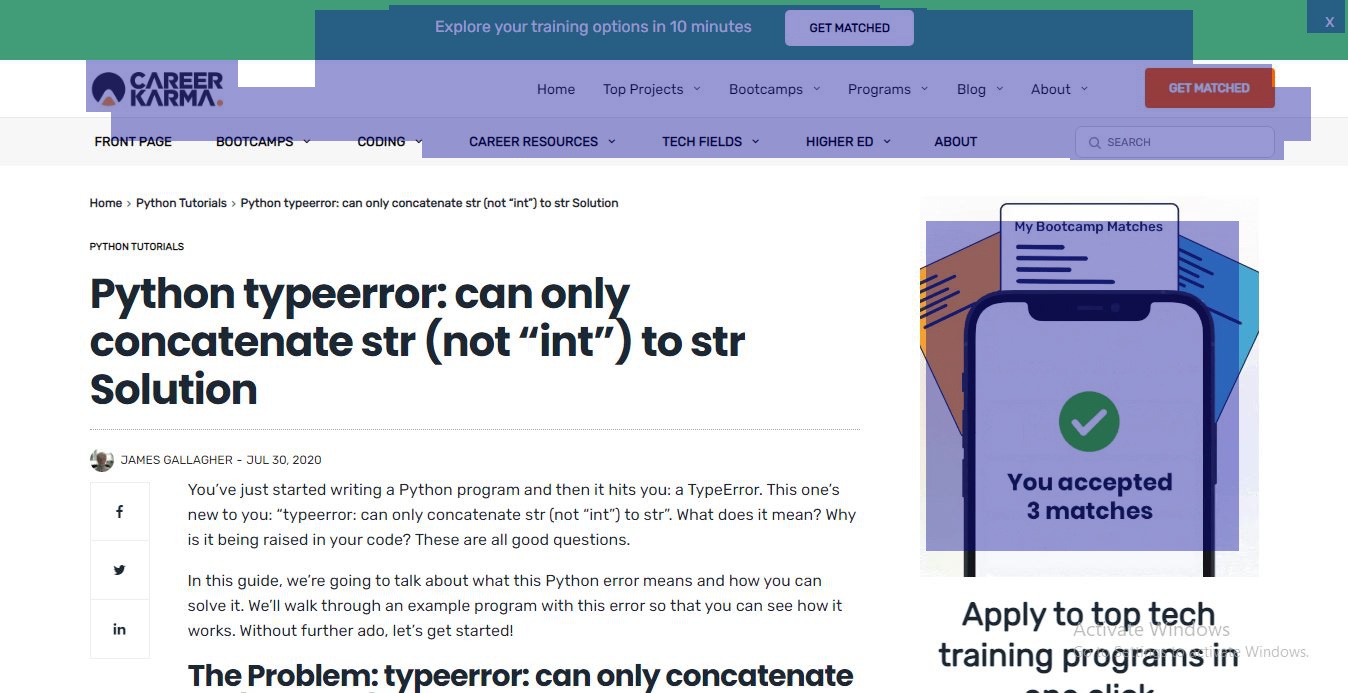 Explore your training options in 10 minutes GET MATCHED X
CAREER KARMA. Home Top Projects Bootcamps Programs Blog About GET MATCHED
FRONT PAGE BOOTCAMPS CODING CAREER RESOURCES TECH FIELDS HIGHER ED ABOUT SEARCH
Home › Python Tutorials › Python typeerror: can only concatenate str (not “int”) to str Solution
PYTHON TUTORIALS
Python typeerror: can only
concatenate str (not “int”) to str
Solution
JAMES GALLAGHER - JUL 30, 2020
You’ve just started writing a Python program and then it hits you: a TypeError. This one’s
new to you: “typeerror: can only concatenate str (not “int”) to str”. What does it mean? Why
is it being raised in your code? These are all good questions.
In this guide, we’re going to talk about what this Python error means and how you can
solve it. We’ll walk through an example program with this error so that you can see how it
works. Without further ado, let’s get started!
The Problem: typeerror: can only concatenate
My Bootcamp Matches
You accepted
3 matches
Apply to top tech
training programs in
one click
Activate Windows
Go to Settings to activate Windows.